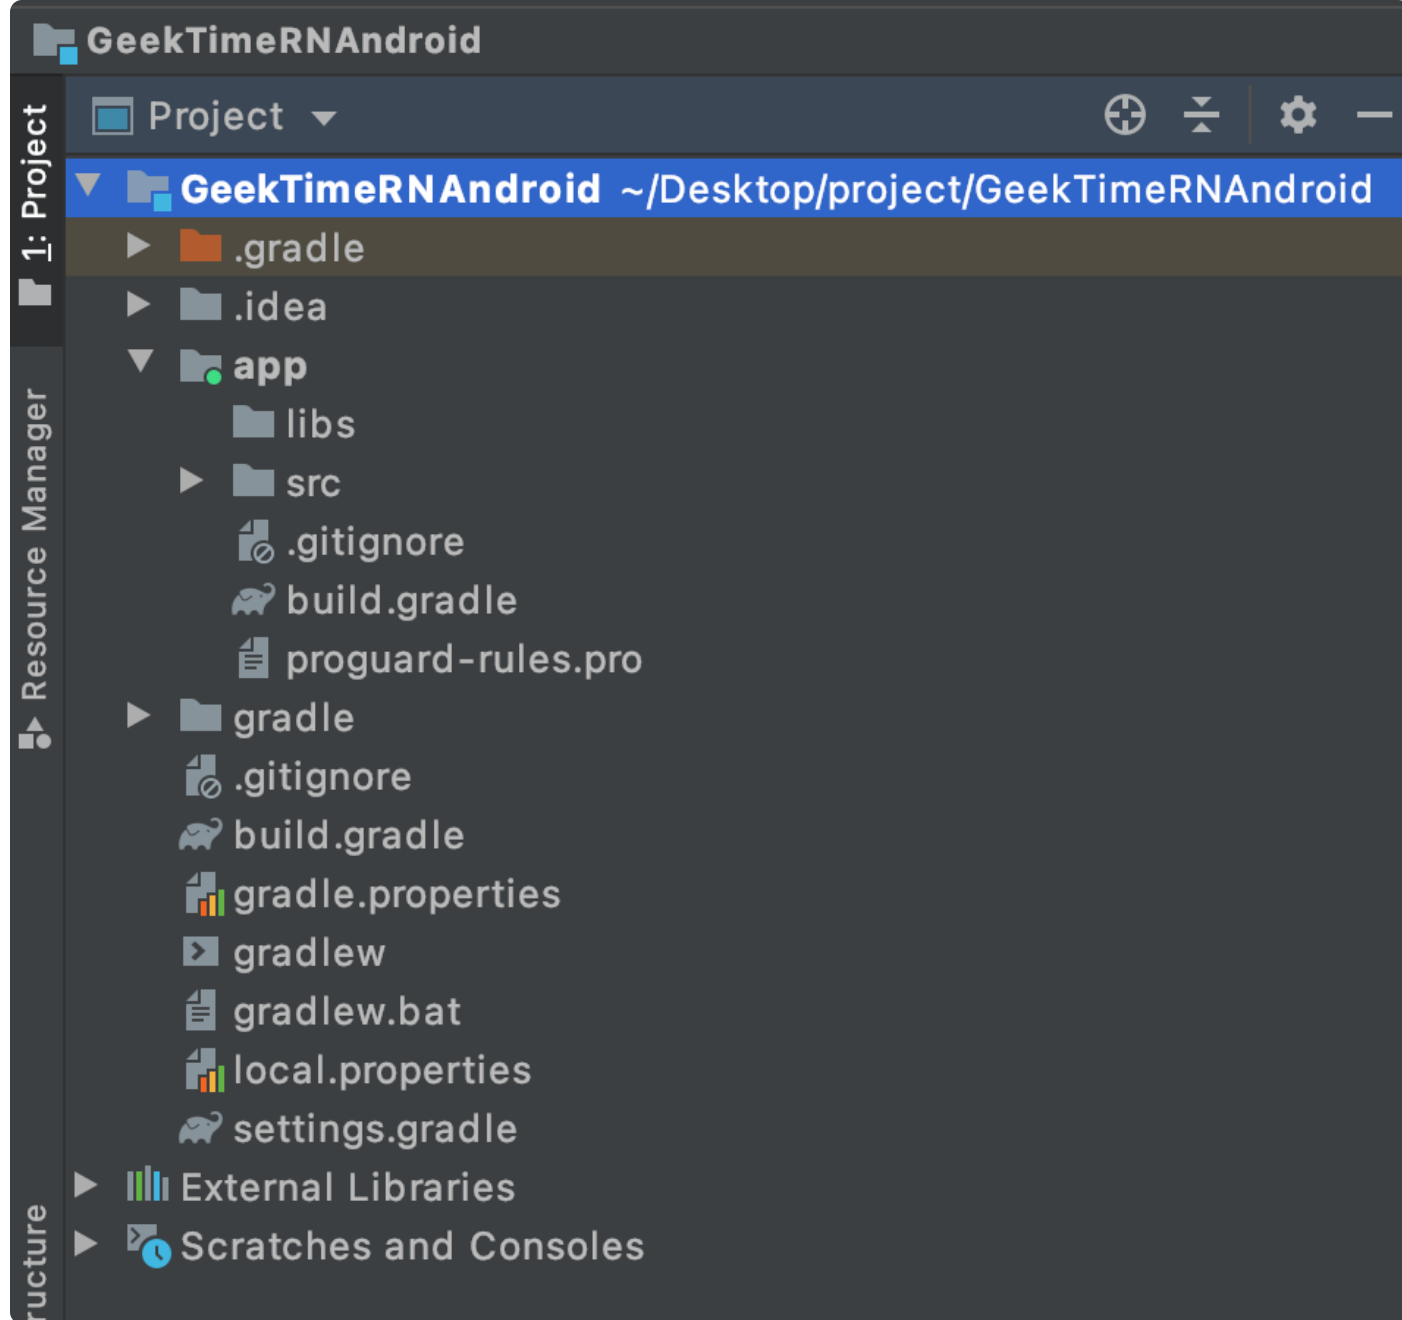 GeekTimeRNAndroid
Project
1: Project
Resource Manager
ructure
GeekTimeRNAndroid ~/Desktop/project/GeekTimeRNAndroid
.gradle
.idea
app
libs
src
.gitignore
build.gradle
proguard-rules.pro
gradle
.gitignore
build.gradle
gradle.properties
gradlew
gradlew.bat
local.properties
settings.gradle
External Libraries
Scratches and Consoles